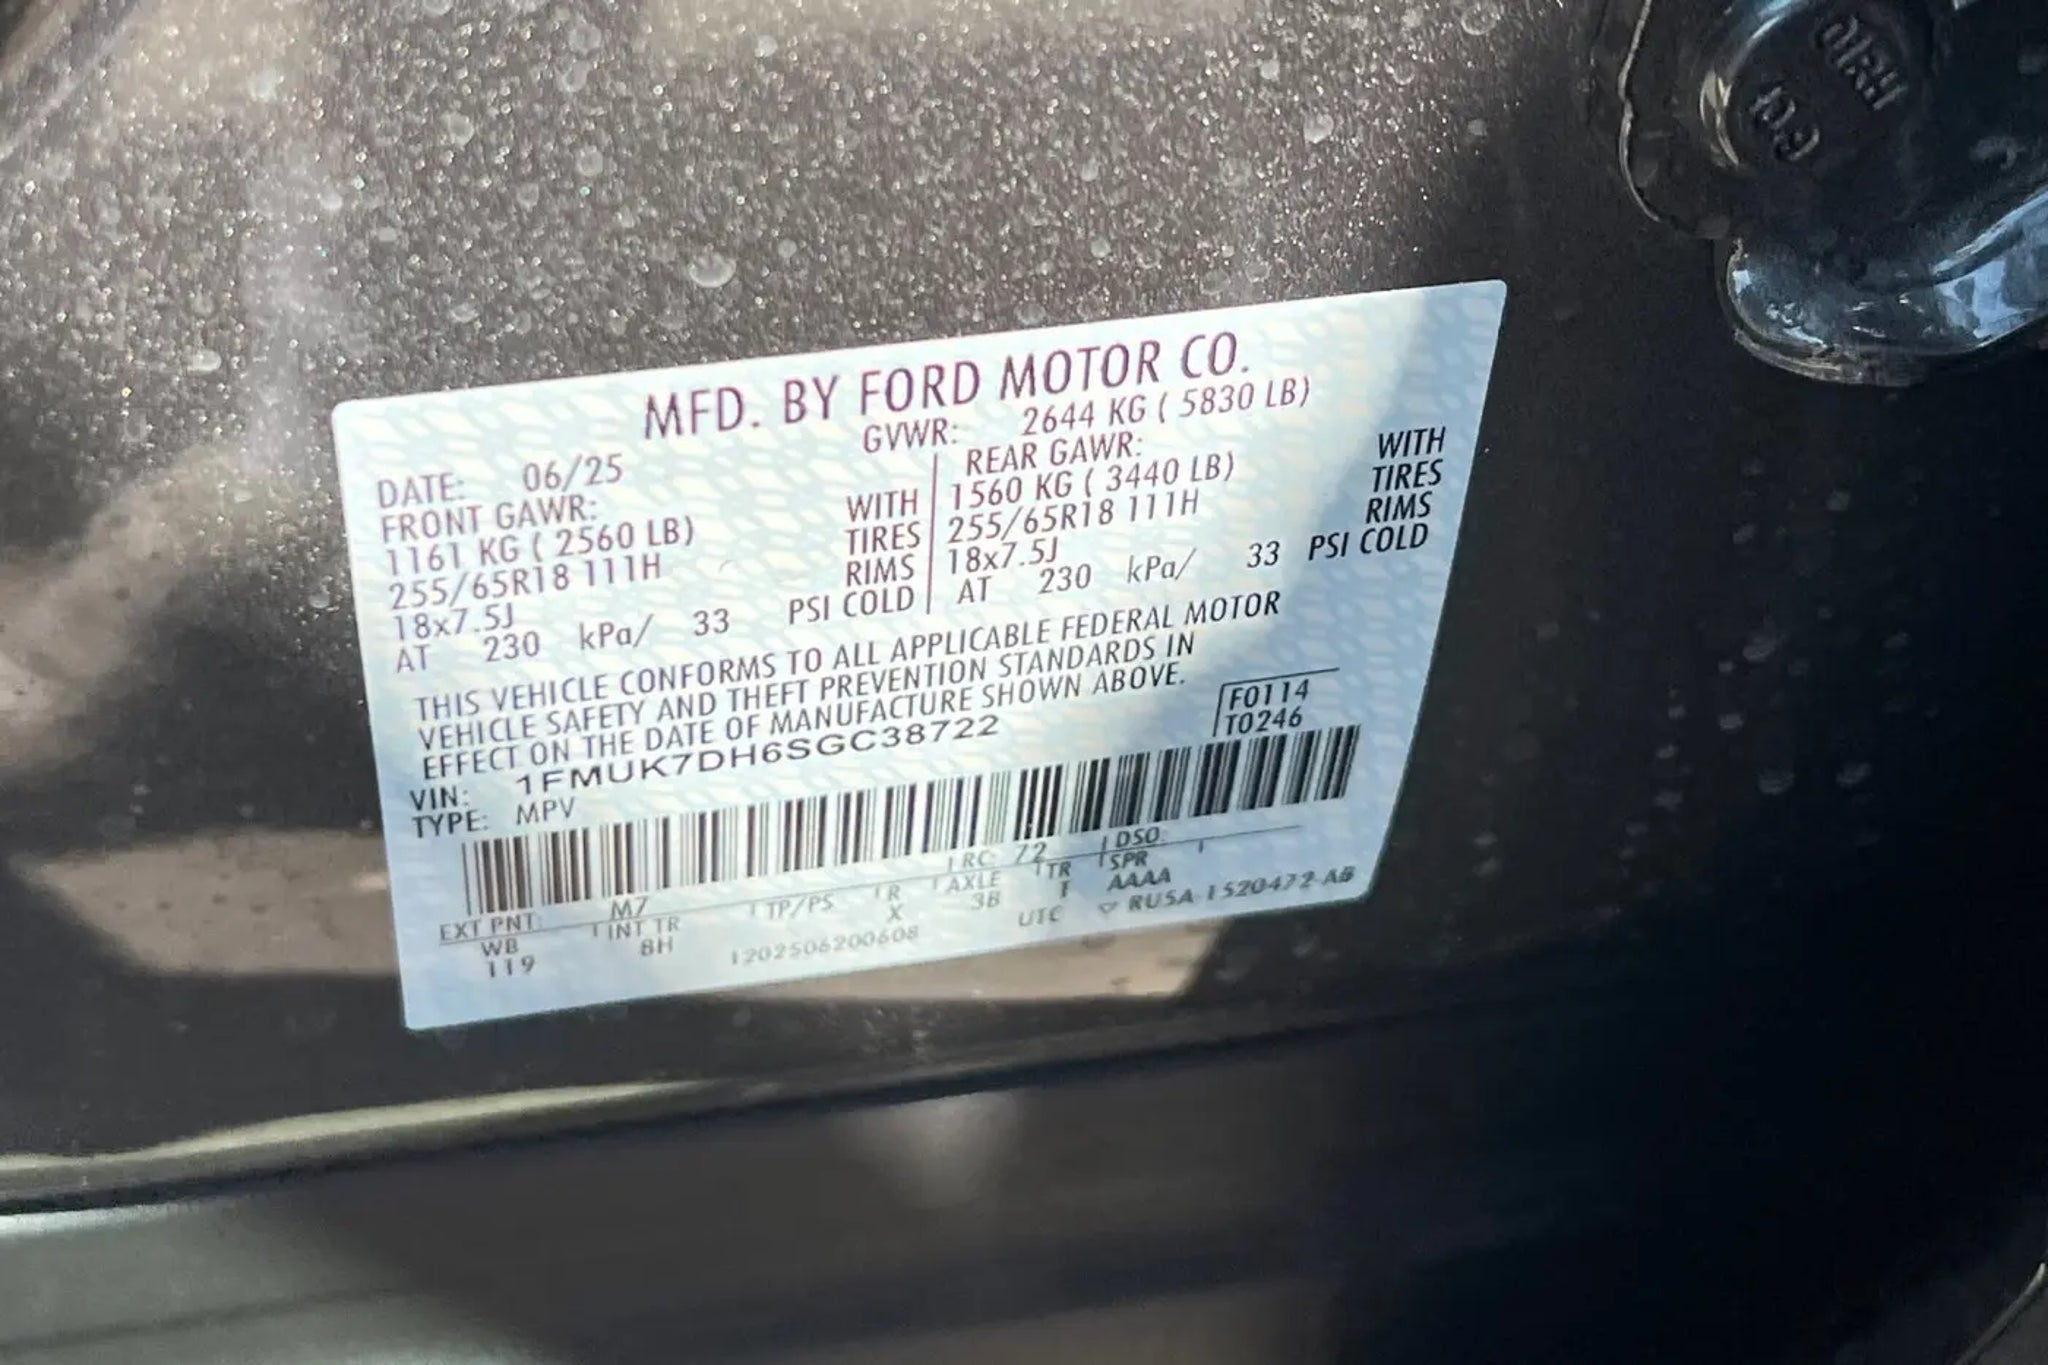 MFD. BY FORD MOTOR CO.
DATE: 06/25 GVWR: 2644 KG ( 5830 LB)
FRONT GAWR: REAR GAWR:
1161 KG ( 2560 LB) WITH 1560 KG ( 3440 LB) WITH
255/65R18 111H TIRES 255/65R18 111H TIRES
18x7.5J RIMS 18x7.5J RIMS
AT 230 kPa/ 33 PSI COLD AT 230 kPa/ 33 PSI COLD
THIS VEHICLE CONFORMS TO ALL APPLICABLE FEDERAL MOTOR
VEHICLE SAFETY AND THEFT PREVENTION STANDARDS IN
EFFECT ON THE DATE OF MANUFACTURE SHOWN ABOVE.
F0114
T0246
VIN: 1FMUK7DH6SGC38722
TYPE: MPV
EXT PNT: M7 RC: 72 DSO:
WB INT TR TP/PS R AXLE TR SPR
119 8H X 3B F AAAA
1202506200608 UTC RU5A-1520472-AB